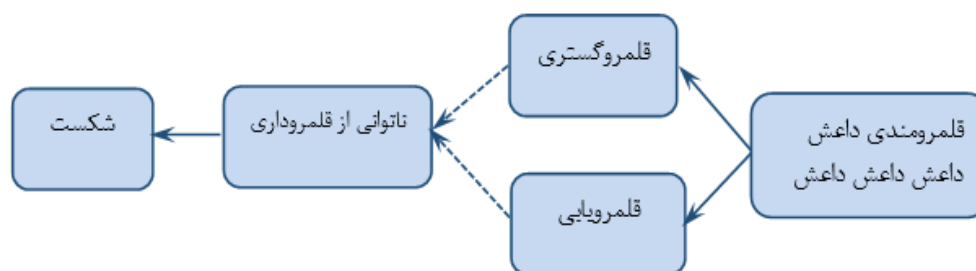 قلمرومندی داعش
داعش داعش داعش
قلمروگستری
قلمرویابی
ناتوانی از قلمروداری
شکست